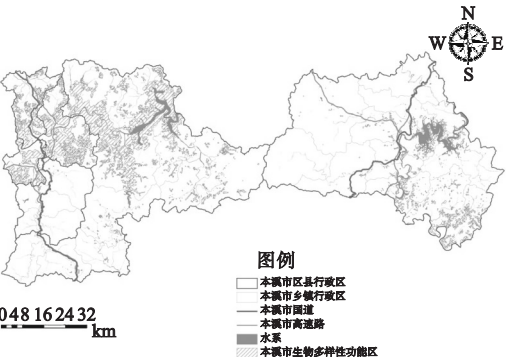 N
W E
S
图例
本溪市区县行政区
本溪市乡镇行政区
本溪市国道
本溪市高速路
水系
本溪市生物多样性功能区
0 4 8 16 24 32
km